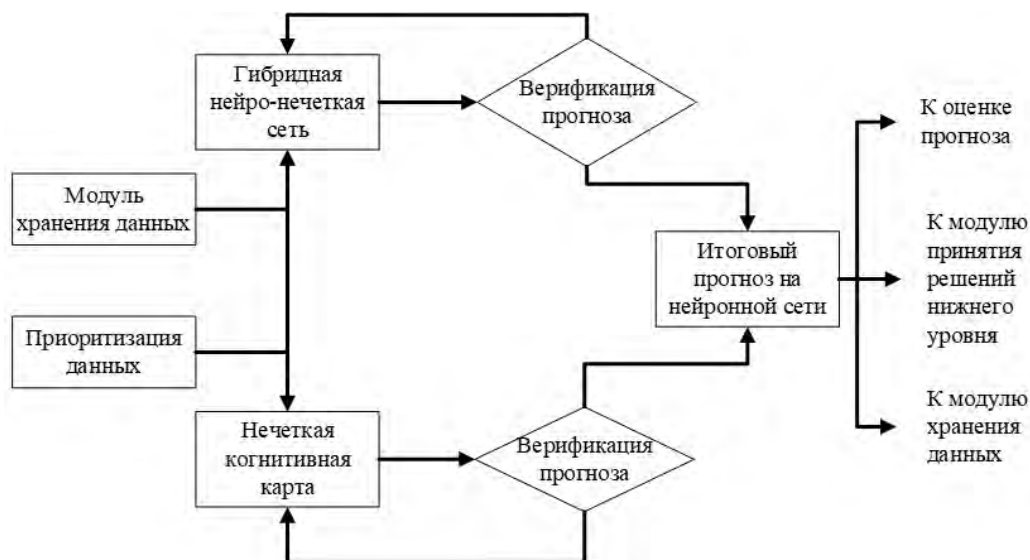 Гибридная
нейро-нечеткая
сеть
Верификация
прогноза
Модуль
хранения данных
Приоритизация
данных
Нечеткая
когнитивная
карта
Верификация
прогноза
Итоговый
прогноз на
нейронной сети
К оценке
прогноза
К модулю
принятия
решений
нижнего
уровня
К модулю
хранения
данных